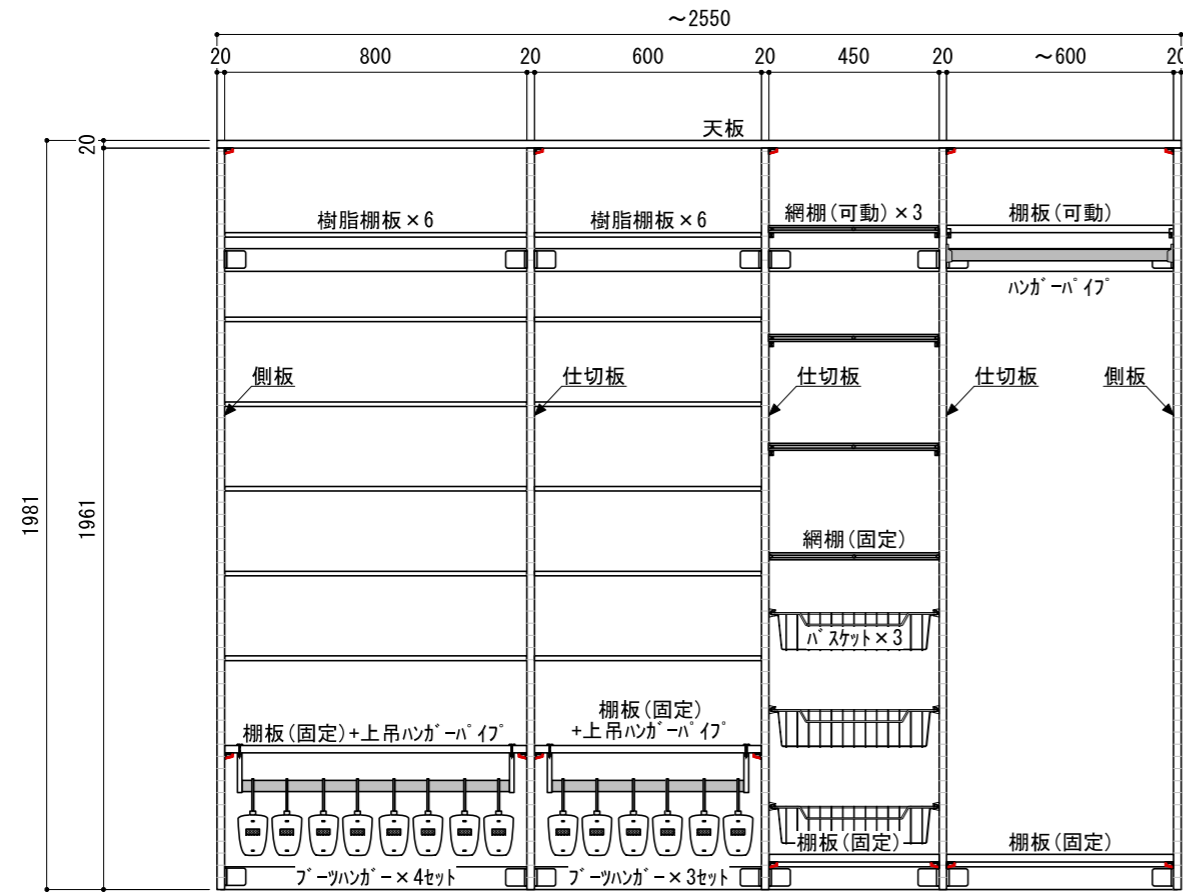 ～2550
20 800 20 600 20 450 20 ～600 20
20
天板
樹脂棚板×6
樹脂棚板×6
網棚(可動)×3
棚板(可動)
ﾊﾝｶﾞｰﾊﾟｲﾌﾟ
側板
仕切板
仕切板
仕切板
側板
1981
1961
網棚(固定)
ﾊﾞｽｹｯﾄ×3
棚板(固定)+上吊ﾊﾝｶﾞｰﾊﾟｲﾌﾟ
棚板(固定)
+上吊ﾊﾝｶﾞｰﾊﾟｲﾌﾟ
棚板(固定)
棚板(固定)
ﾌﾞｰﾂﾊﾝｶﾞｰ×4ｾｯﾄ
ﾌﾞｰﾂﾊﾝｶﾞｰ×3ｾｯﾄ